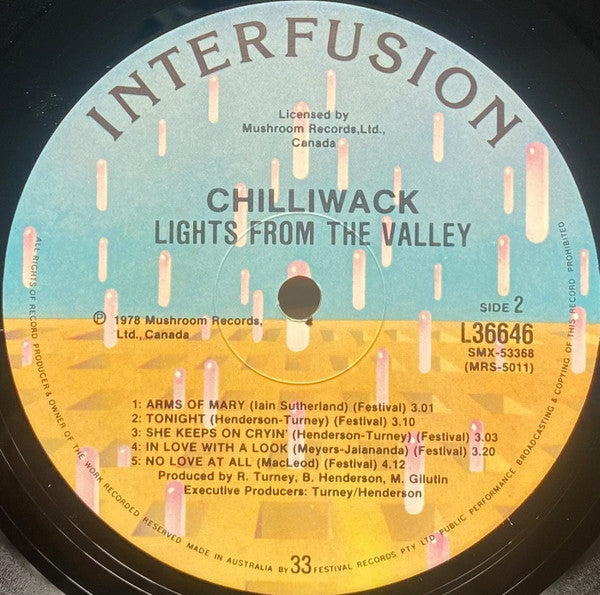 INTERFUSION
Licensed by
Mushroom Records,Ltd.,
Canada
CHILLIWACK
LIGHTS FROM THE VALLEY
℗ 1978 Mushroom Records,
Ltd., Canada
SIDE 2
L36646
SMX-53368
(MRS-5011)
1: ARMS OF MARY (Iain Sutherland) (Festival) 3.01
2: TONIGHT (Henderson-Turney) (Festival) 3.10
3: SHE KEEPS ON CRYIN' (Henderson-Turney) (Festival) 3.03
4: IN LOVE WITH A LOOK (Meyers-Jaiananda) (Festival) 3.20
5: NO LOVE AT ALL (MacLeod) (Festival) 4.12
Produced by R. Turney, B. Henderson, M. Gilutin
Executive Producers: Turney/Henderson
33
ALL RIGHTS OF RECORD PRODUCER & OWNER OF THE WORK RECORDED RESERVED MADE IN AUSTRALIA BY FESTIVAL RECORDS PTY LTD PUBLIC PERFORMANCE BROADCASTING & COPYING OF THIS RECORD PROHIBITED